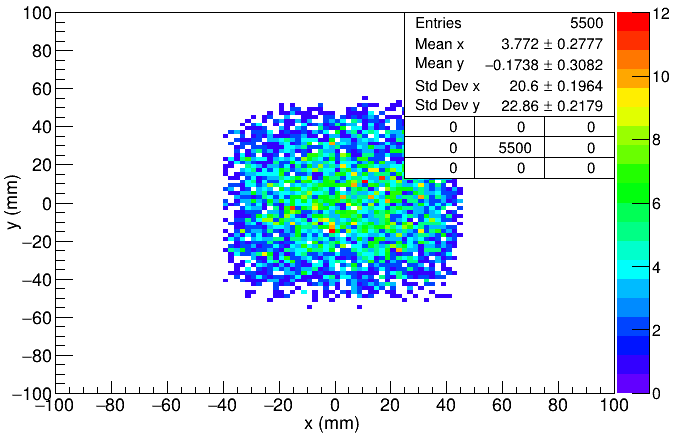 Entries 5500
Mean x 3.772 ± 0.2777
Mean y −0.1738 ± 0.3082
Std Dev x 20.6 ± 0.1964
Std Dev y 22.86 ± 0.2179
0 0 0
0 5500 0
0 0 0
100
80
60
40
20
0
−20
−40
−60
−80
−100
y (mm)
−100 −80 −60 −40 −20 0 20 40 60 80 100
x (mm)
12
10
8
6
4
2
0